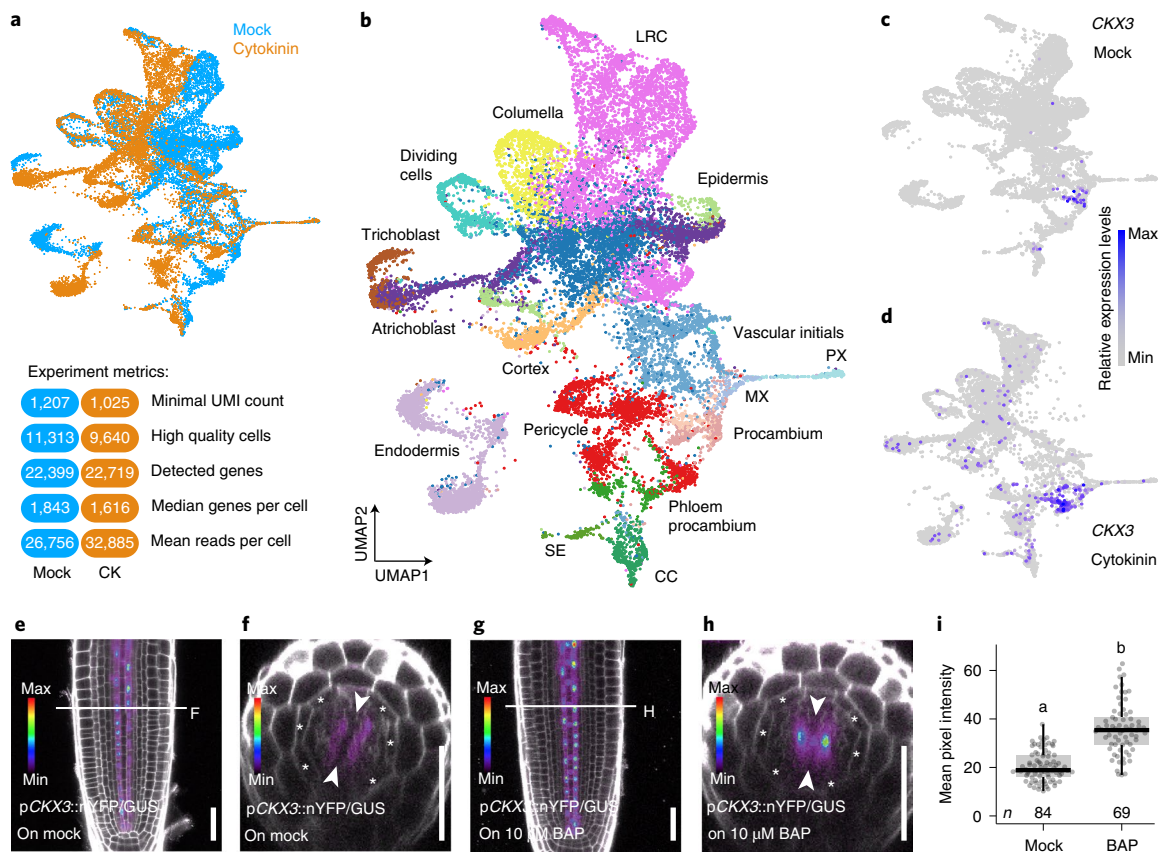 a
Mock
Cytokinin
Experiment metrics:
1,207 1,025 Minimal UMI count
11,313 9,640 High quality cells
22,399 22,719 Detected genes
1,843 1,616 Median genes per cell
26,756 32,885 Mean reads per cell
Mock CK
b
LRC
Columella
Dividing
cells
Epidermis
Trichoblast
Atrichoblast
Cortex
Vascular initials
PX
MX
Pericycle
Procambium
Endodermis
Phloem
procambium
SE
CC
UMAP2
UMAP1
c
CKX3
Mock
Relative expression levels
Max
Min
d
CKX3
Cytokinin
e
Max
F
Min
pCKX3::nYFP/GUS
On mock
f
Max
*
*
*
*
*
*
Min
pCKX3::nYFP/GUS
On mock
g
Max
H
Min
pCKX3::nYFP/GUS
On 10 μM BAP
h
Max
*
*
*
*
*
*
Min
pCKX3::nYFP/GUS
on 10 μM BAP
i
Mean pixel intensity
60
40
20
0
a
b
n 84 69
Mock BAP